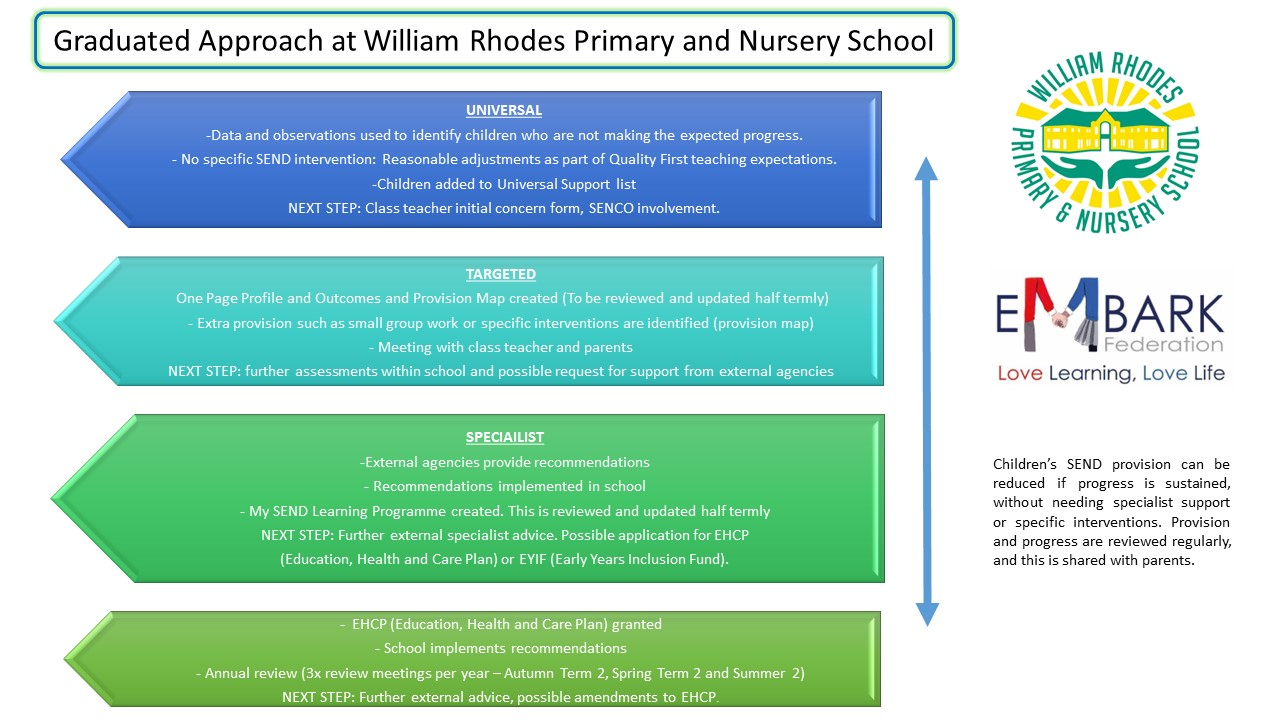 Graduated Approach at William Rhodes Primary and Nursery School
UNIVERSAL
-Data and observations used to identify children who are not making the expected progress.
- No specific SEND intervention: Reasonable adjustments as part of Quality First teaching expectations.
-Children added to Universal Support list
NEXT STEP: Class teacher initial concern form, SENCO involvement.
TARGETED
One Page Profile and Outcomes and Provision Map created (To be reviewed and updated half termly)
- Extra provision such as small group work or specific interventions are identified (provision map)
- Meeting with class teacher and parents
NEXT STEP: further assessments within school and possible request for support from external agencies
SPECIAILIST
-External agencies provide recommendations
- Recommendations implemented in school
- My SEND Learning Programme created. This is reviewed and updated half termly
NEXT STEP: Further external specialist advice. Possible application for EHCP
(Education, Health and Care Plan) or EYIF (Early Years Inclusion Fund).
- EHCP (Education, Health and Care Plan) granted
- School implements recommendations
- Annual review (3x review meetings per year – Autumn Term 2, Spring Term 2 and Summer 2)
NEXT STEP: Further external advice, possible amendments to EHCP.
WILLIAM RHODES
PRIMARY & NURSERY SCHOOL
EMBARK
Federation
Love Learning, Love Life
Children's SEND provision can be
reduced if progress is sustained,
without needing specialist support
or specific interventions. Provision
and progress are reviewed regularly,
and this is shared with parents.